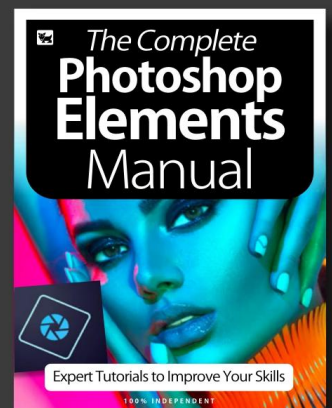 The Complete
Photoshop
Elements
Manual
Expert Tutorials to Improve Your Skills
100% INDEPENDENT